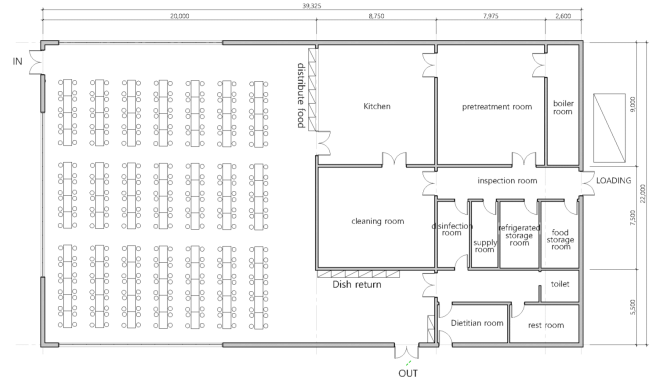 39,325
20,000
8,750
7,975
2,600
IN
distribute food
Kitchen
pretreatment room
boiler
room
9,000
inspection room
LOADING
22,000
cleaning room
disinfection
room
supply
room
refrigerated
storage
room
food
storage
room
7,500
Dish return
toilet
Dietitian room
rest room
5,500
OUT